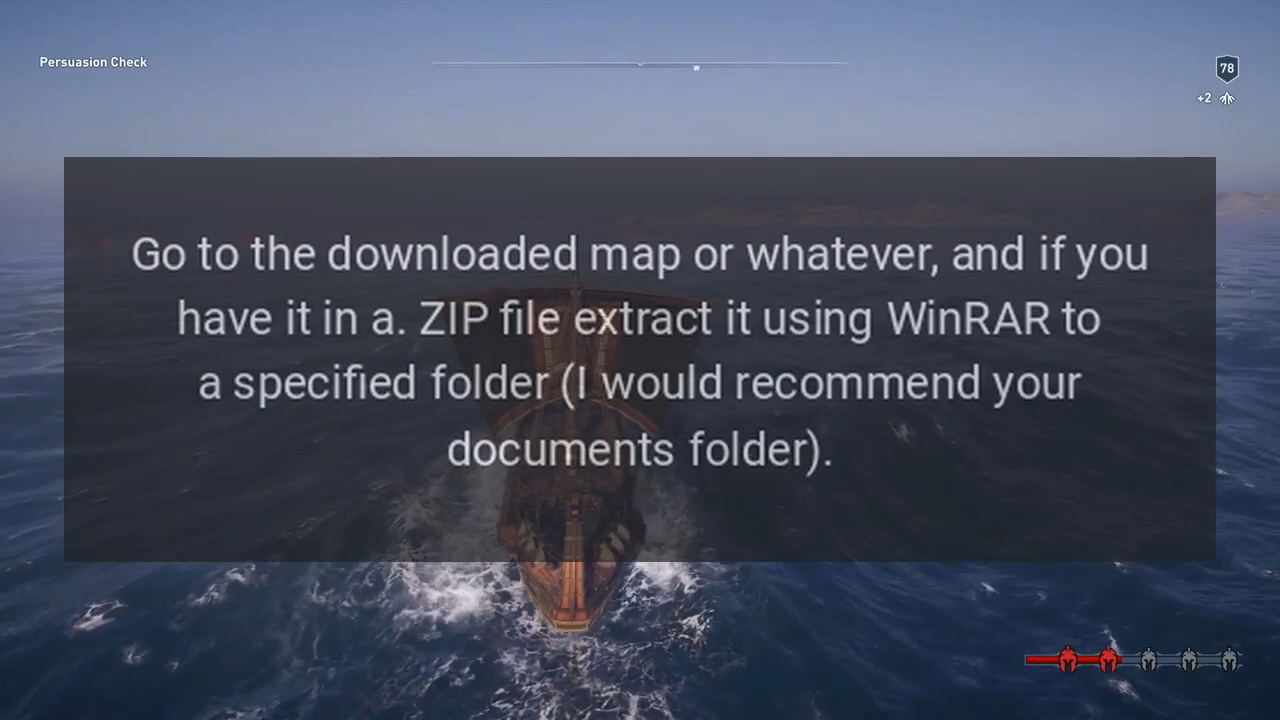 Persuasion Check
W
78
+2
Go to the downloaded map or whatever, and if you
have it in a. ZIP file extract it using WinRAR to
a specified folder (I would recommend your
documents folder).